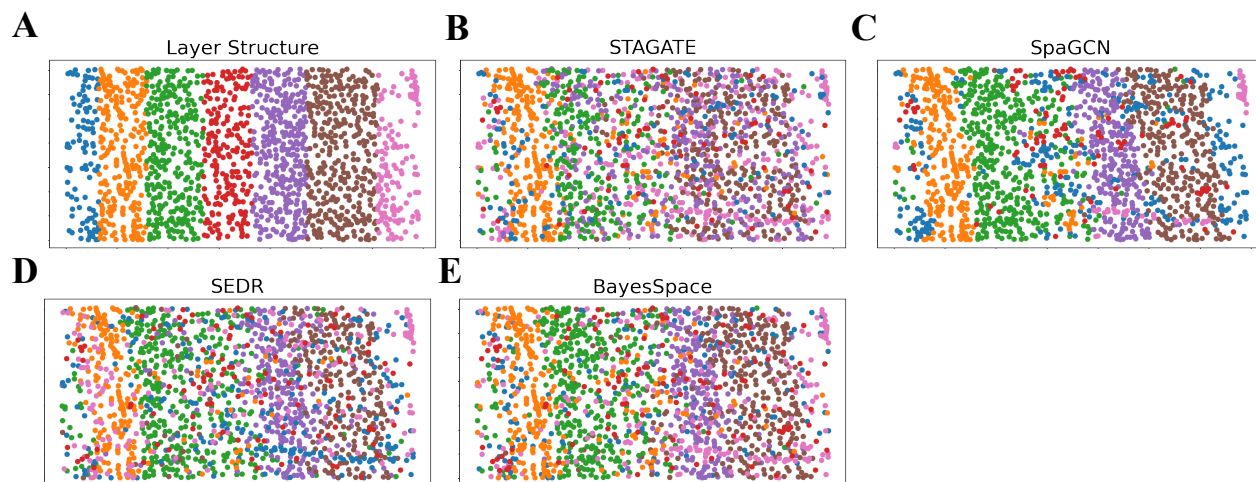 A
Layer Structure
B
STAGATE
C
SpaGCN
D
SEDR
E
BayesSpace